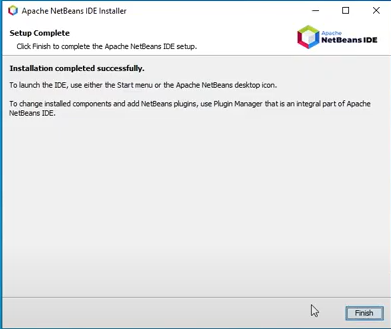 Apache NetBeans IDE Installer
Setup Complete
Click Finish to complete the Apache NetBeans IDE setup.
Apache
NetBeans IDE
Installation completed successfully.
To launch the IDE, use either the Start menu or the Apache NetBeans desktop icon.
To change installed components and add NetBeans plugins, use Plugin Manager that is an integral part of Apache
NetBeans IDE.
Finish